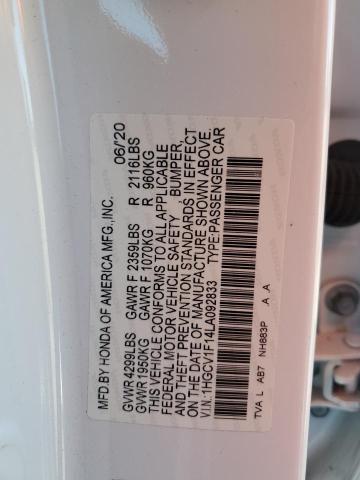 MFD.BY HONDA OF AMERICA MFG.,INC. 06/'20
GVWR 4299LBS GAWR F 2359LBS R 2116LBS
GVWR 1950KG GAWR F 1070KG R 960KG
THIS VEHICLE CONFORMS TO ALL APPLICABLE
FEDERAL MOTOR VEHICLE SAFETY, BUMPER,
AND THEFT PREVENTION STANDARDS IN EFFECT
ON THE DATE OF MANUFACTURE SHOWN ABOVE.
V.I.N.:1HGCV1F14LA092833 TYPE:PASSENGER CAR
TVA L AB7 NH883P .A .A